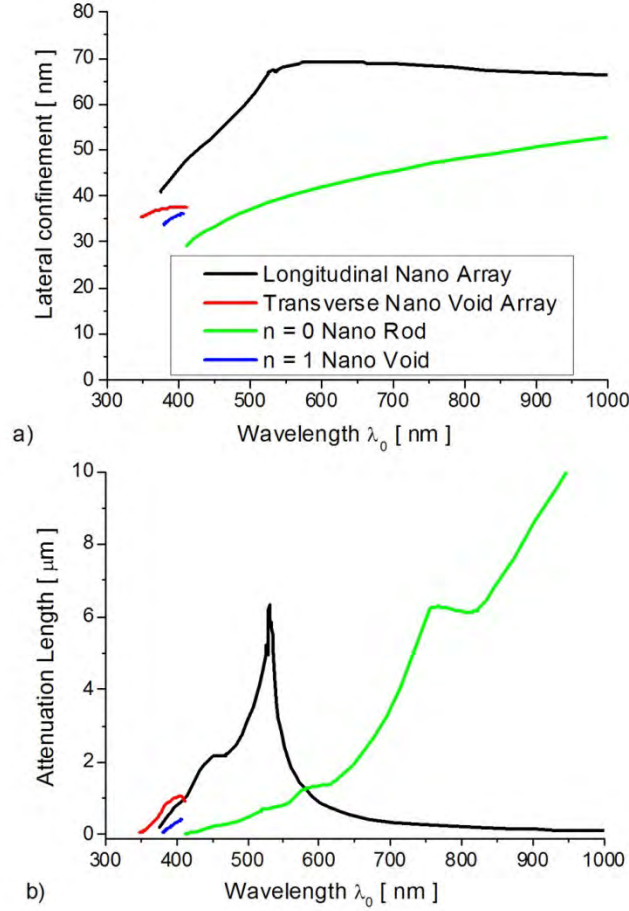 80
70
60
50
40
30
20
10
0
Lateral confinement [ nm ]
Longitudinal Nano Array
Transverse Nano Void Array
n = 0 Nano Rod
n = 1 Nano Void
300 400 500 600 700 800 900 1000
a) Wavelength λ₀ [ nm ]
10
8
6
4
2
0
Attenuation Length [ μm ]
300 400 500 600 700 800 900 1000
b) Wavelength λ₀ [ nm ]